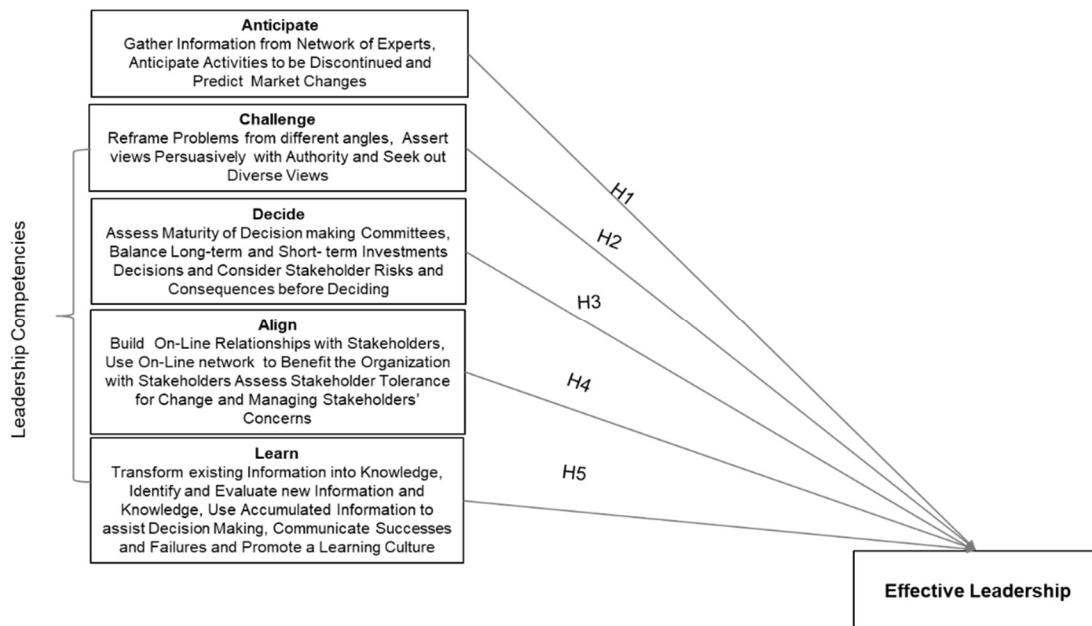 Anticipate
Gather Information from Network of Experts,
Anticipate Activities to be Discontinued and
Predict Market Changes
Challenge
Reframe Problems from different angles, Assert
views Persuasively with Authority and Seek out
Diverse Views
Decide
Assess Maturity of Decision making Committees,
Balance Long-term and Short- term Investments
Decisions and Consider Stakeholder Risks and
Consequences before Deciding
Align
Build On-Line Relationships with Stakeholders,
Use On-Line network to Benefit the Organization
with Stakeholders Assess Stakeholder Tolerance
for Change and Managing Stakeholders'
Concerns
Learn
Transform existing Information into Knowledge,
Identify and Evaluate new Information and
Knowledge, Use Accumulated Information to
assist Decision Making, Communicate Successes
and Failures and Promote a Learning Culture
Leadership Competencies
H1
H2
H3
H4
H5
Effective Leadership